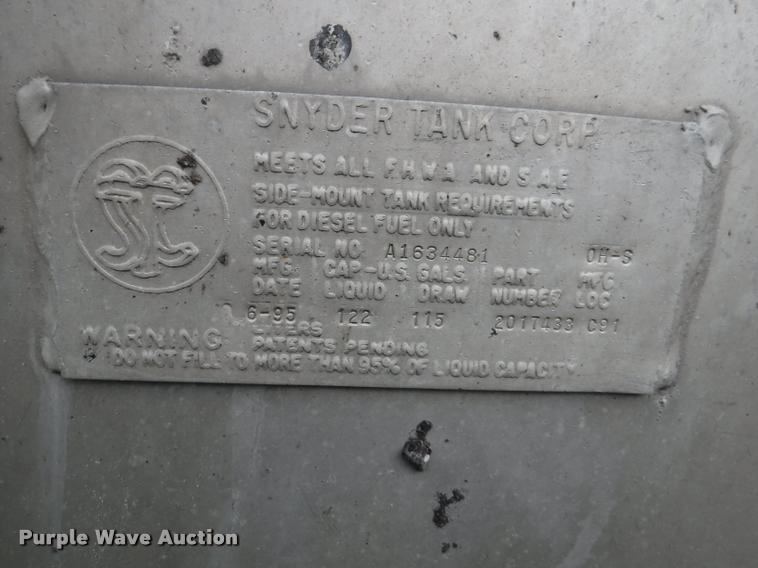 SNYDER TANK CORP
MEETS ALL F.H.W.A. AND S.A.E.
SIDE-MOUNT TANK REQUIREMENTS
FOR DIESEL FUEL ONLY
SERIAL NO. A1634481 OH-S
MFG. CAP-U.S. GALS. PART MFG
DATE LIQUID DRAW NUMBER LOC
6-95 122 115 2017433 C91
LITERS
WARNING PATENTS PENDING
DO NOT FILL TO MORE THAN 95% OF LIQUID CAPACITY
Purple Wave Auction